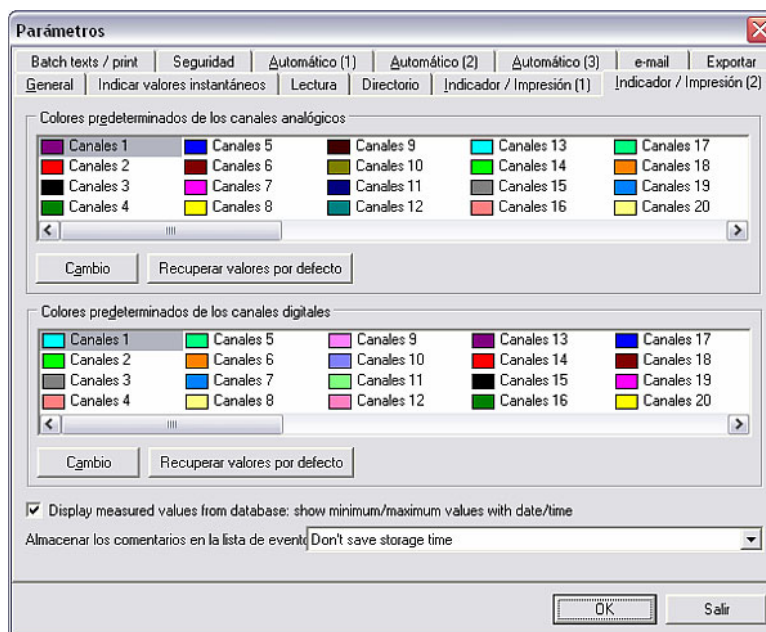 Parámetros
Batch texts / print Seguridad Automático (1) Automático (2) Automático (3) e-mail Exportar
General Indicar valores instantáneos Lectura Directorio Indicador / Impresión (1) Indicador / Impresión (2)
Colores predeterminados de los canales analógicos
Canales 1 Canales 5 Canales 9 Canales 13 Canales 17
Canales 2 Canales 6 Canales 10 Canales 14 Canales 18
Canales 3 Canales 7 Canales 11 Canales 15 Canales 19
Canales 4 Canales 8 Canales 12 Canales 16 Canales 20
Cambio Recuperar valores por defecto
Colores predeterminados de los canales digitales
Canales 1 Canales 5 Canales 9 Canales 13 Canales 17
Canales 2 Canales 6 Canales 10 Canales 14 Canales 18
Canales 3 Canales 7 Canales 11 Canales 15 Canales 19
Canales 4 Canales 8 Canales 12 Canales 16 Canales 20
Cambio Recuperar valores por defecto
Display measured values from database: show minimum/maximum values with date/time
Almacenar los comentarios en la lista de evento Don't save storage time
OK Salir